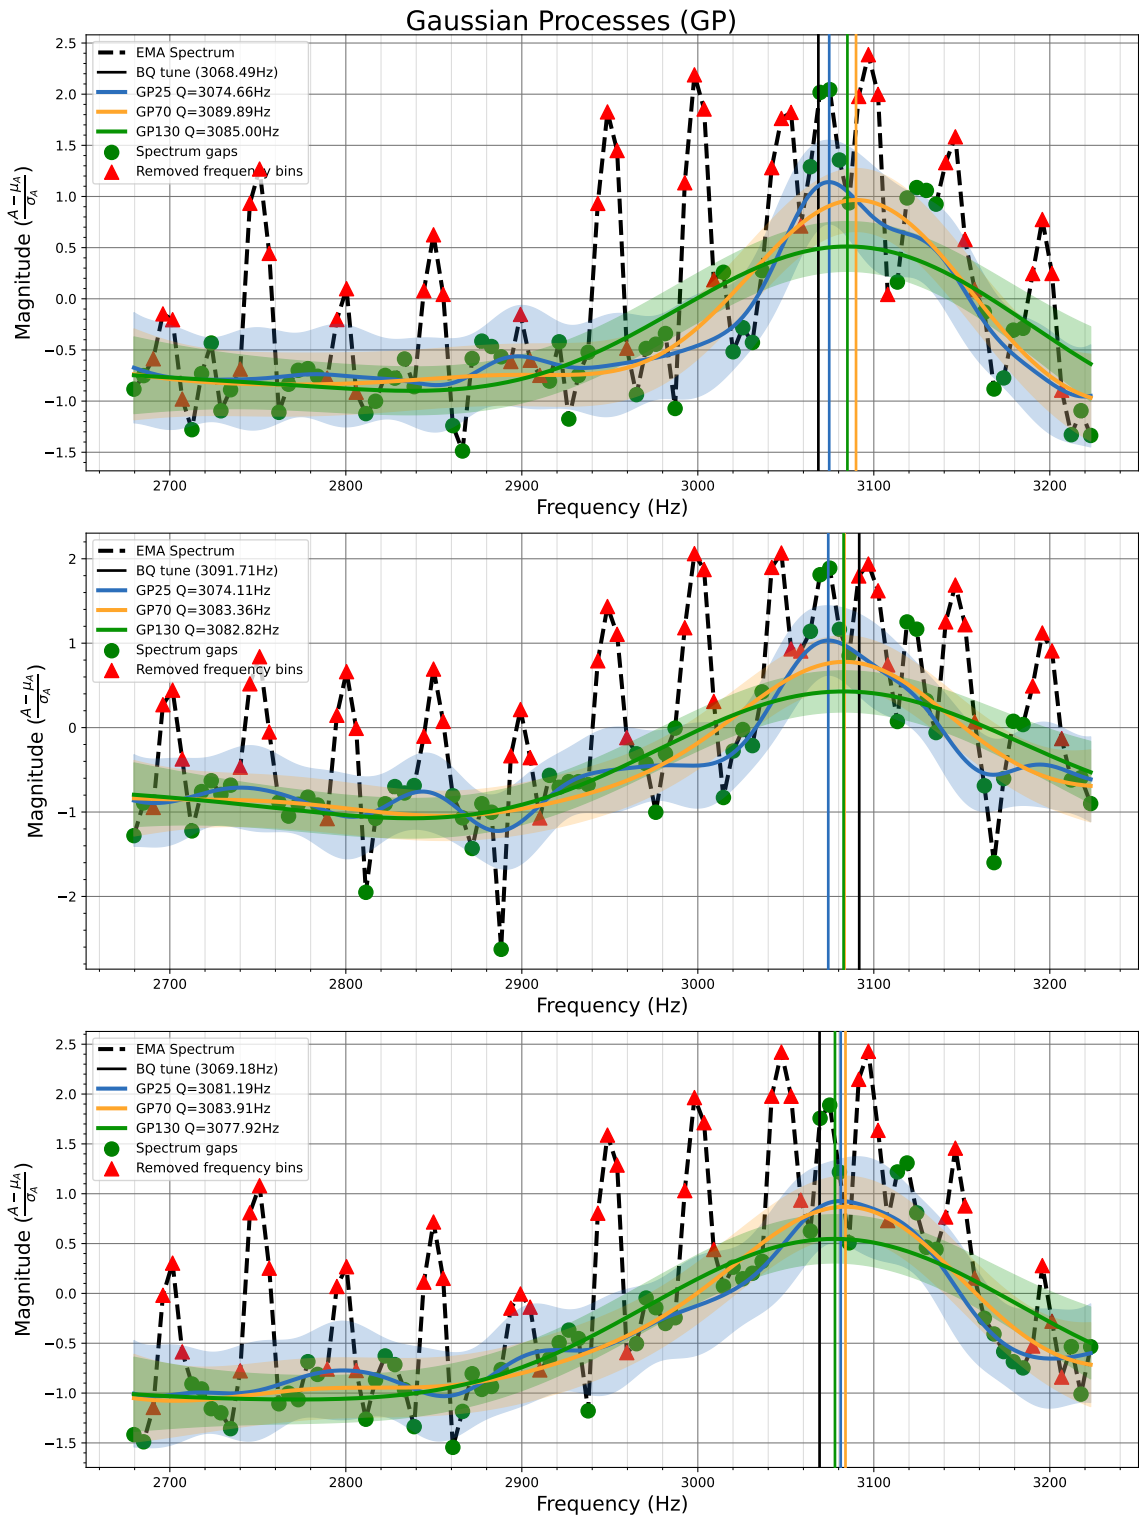 Gaussian Processes (GP)
EMA Spectrum
BQ tune (3068.49Hz)
GP25 Q=3074.66Hz
GP70 Q=3089.89Hz
GP130 Q=3085.00Hz
Spectrum gaps
Removed frequency bins
2.5
2.0
1.5
1.0
0.5
0.0
−0.5
−1.0
−1.5
Magnitude (A − μ_A / σ_A)
2700 2800 2900 3000 3100 3200
Frequency (Hz)
EMA Spectrum
BQ tune (3091.71Hz)
GP25 Q=3074.11Hz
GP70 Q=3083.36Hz
GP130 Q=3082.82Hz
Spectrum gaps
Removed frequency bins
2
1
0
−1
−2
Magnitude (A − μ_A / σ_A)
2700 2800 2900 3000 3100 3200
Frequency (Hz)
EMA Spectrum
BQ tune (3069.18Hz)
GP25 Q=3081.19Hz
GP70 Q=3083.91Hz
GP130 Q=3077.92Hz
Spectrum gaps
Removed frequency bins
2.5
2.0
1.5
1.0
0.5
0.0
−0.5
−1.0
−1.5
Magnitude (A − μ_A / σ_A)
2700 2800 2900 3000 3100 3200
Frequency (Hz)